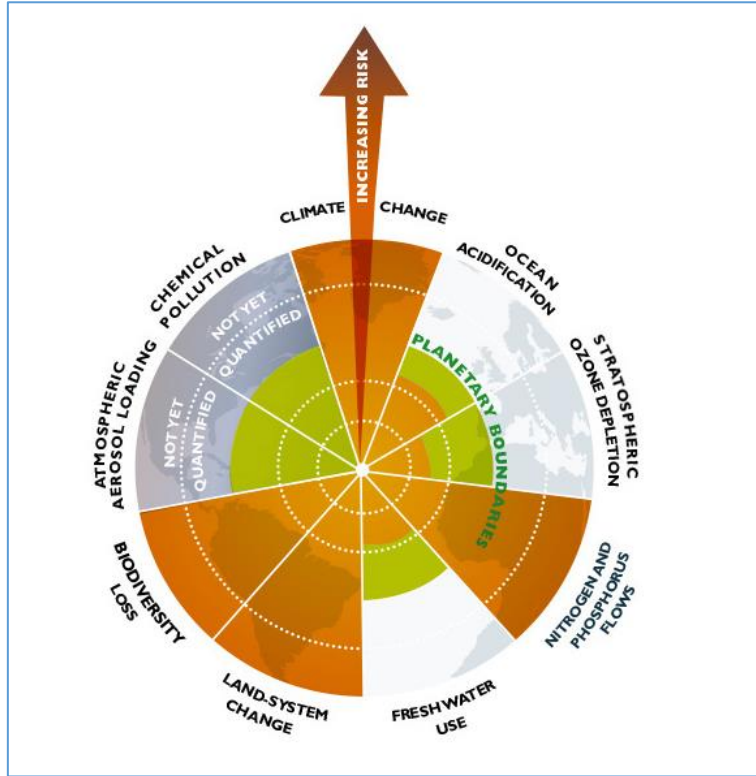 INCREASING RISK
CLIMATE CHANGE
OCEAN
ACIDIFICATION
STRATOSPHERIC
OZONE DEPLETION
NITROGEN AND
PHOSPHORUS
FLOWS
FRESHWATER
USE
LAND-SYSTEM
CHANGE
BIODIVERSITY
LOSS
ATMOSPHERIC
AEROSOL LOADING
NOT YET
QUANTIFIED
CHEMICAL
POLLUTION
NOT YET
QUANTIFIED
PLANETARY BOUNDARIES